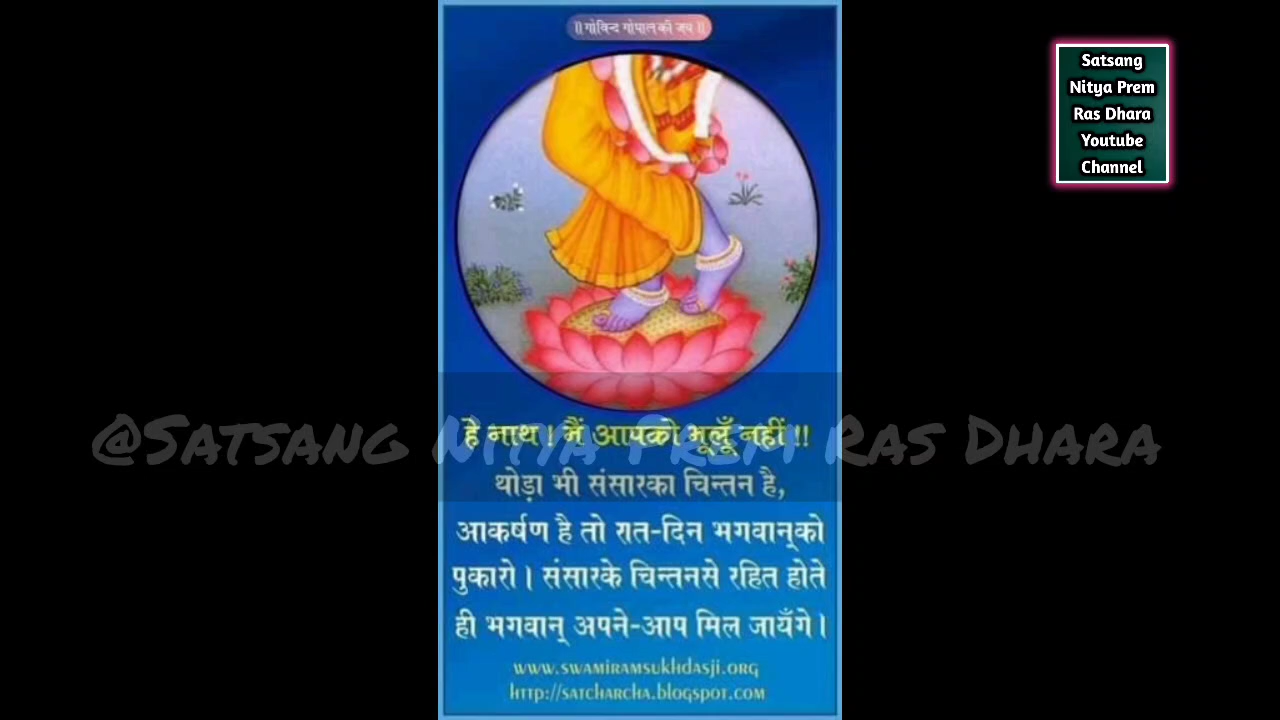 ॥ गोविन्द गोपाल की जय ॥
Satsang
Nitya Prem
Ras Dhara
Youtube
Channel
हे नाथ ! मैं आपको भूलूँ नहीं !!
@Satsang Nitya Prem Ras Dhara
थोड़ा भी संसारका चिन्तन है,
आकर्षण है तो रात-दिन भगवान्‌को
पुकारो । संसारके चिन्तनसे रहित होते
ही भगवान् अपने-आप मिल जायँगे ।
www.swamiramsukhdasji.org
http://satcharcha.blogspot.com